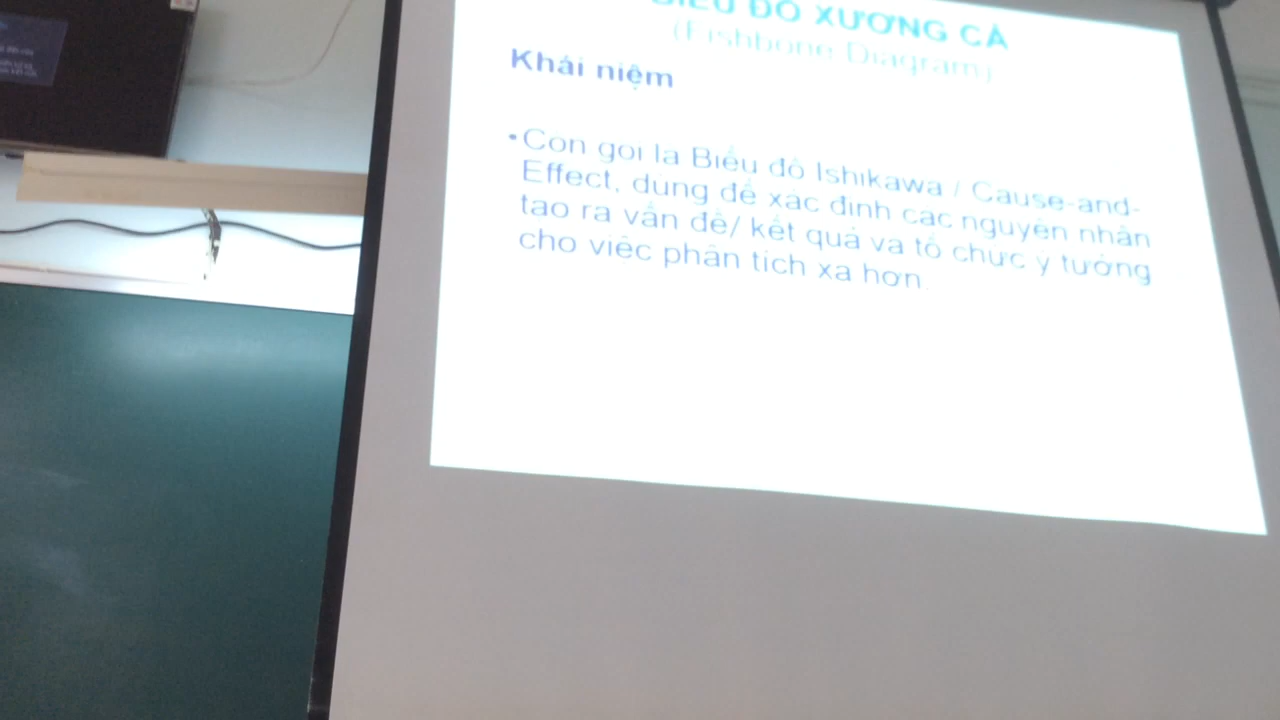 BIỂU ĐỒ XƯƠNG CÁ
(Fishbone Diagram)
Khái niệm
•Còn gọi là Biểu đồ Ishikawa / Cause-and-
Effect, dùng để xác định các nguyên nhân
tạo ra vấn đề/ kết quả và tổ chức ý tưởng
cho việc phân tích xa hơn.